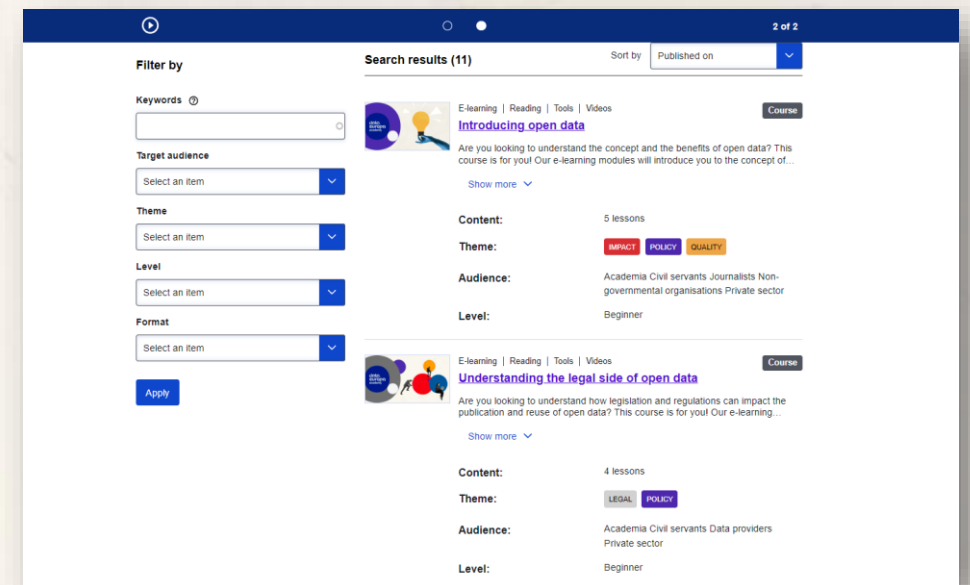 2 of 2
Filter by
Keywords
Target audience
Select an item
Theme
Select an item
Level
Select an item
Format
Select an item
Apply
Search results (11)
Sort by
Published on
E-learning | Reading | Tools | Videos
Course
Introducing open data
Are you looking to understand the concept and the benefits of open data? This
course is for you! Our e-learning modules will introduce you to the concept of...
Show more
Content: 5 lessons
Theme: IMPACT POLICY QUALITY
Audience: Academia Civil servants Journalists Non-
governmental organisations Private sector
Level: Beginner
E-learning | Reading | Tools | Videos
Course
Understanding the legal side of open data
Are you looking to understand how legislation and regulations can impact the
publication and reuse of open data? This course is for you! Our e-learning...
Show more
Content: 4 lessons
Theme: LEGAL POLICY
Audience: Academia Civil servants Data providers
Private sector
Level: Beginner